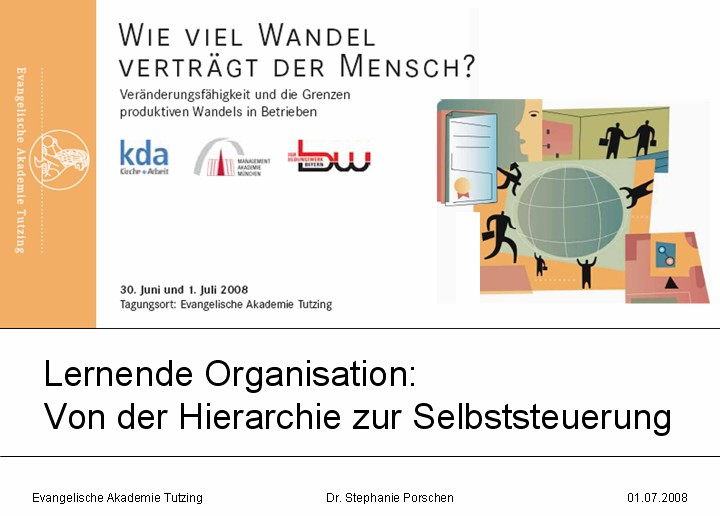 Evangelische Akademie Tutzing
WIE VIEL WANDEL
VERTRÄGT DER MENSCH?
Veränderungsfähigkeit und die Grenzen
produktiven Wandels in Betrieben
kda
Kirche + Arbeit
MANAGEMENT
AKADEMIE
MÜNCHEN
BILDUNGSWERK
BAYERN
bw
30. Juni und 1. Juli 2008
Tagungsort: Evangelische Akademie Tutzing
Lernende Organisation:
Von der Hierarchie zur Selbststeuerung
Evangelische Akademie Tutzing
Dr. Stephanie Porschen
01.07.2008